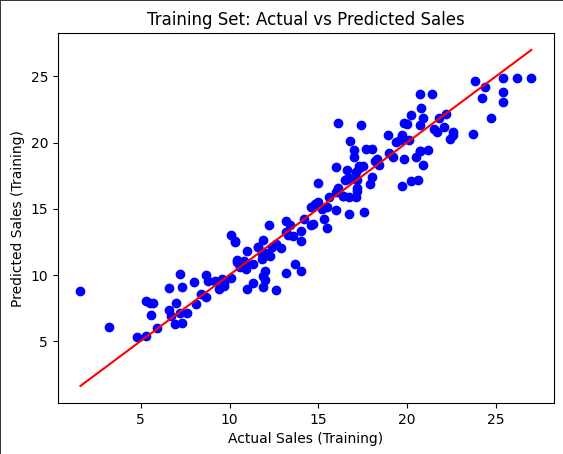 Training Set: Actual vs Predicted Sales
25
20
15
10
5
Predicted Sales (Training)
5 10 15 20 25
Actual Sales (Training)